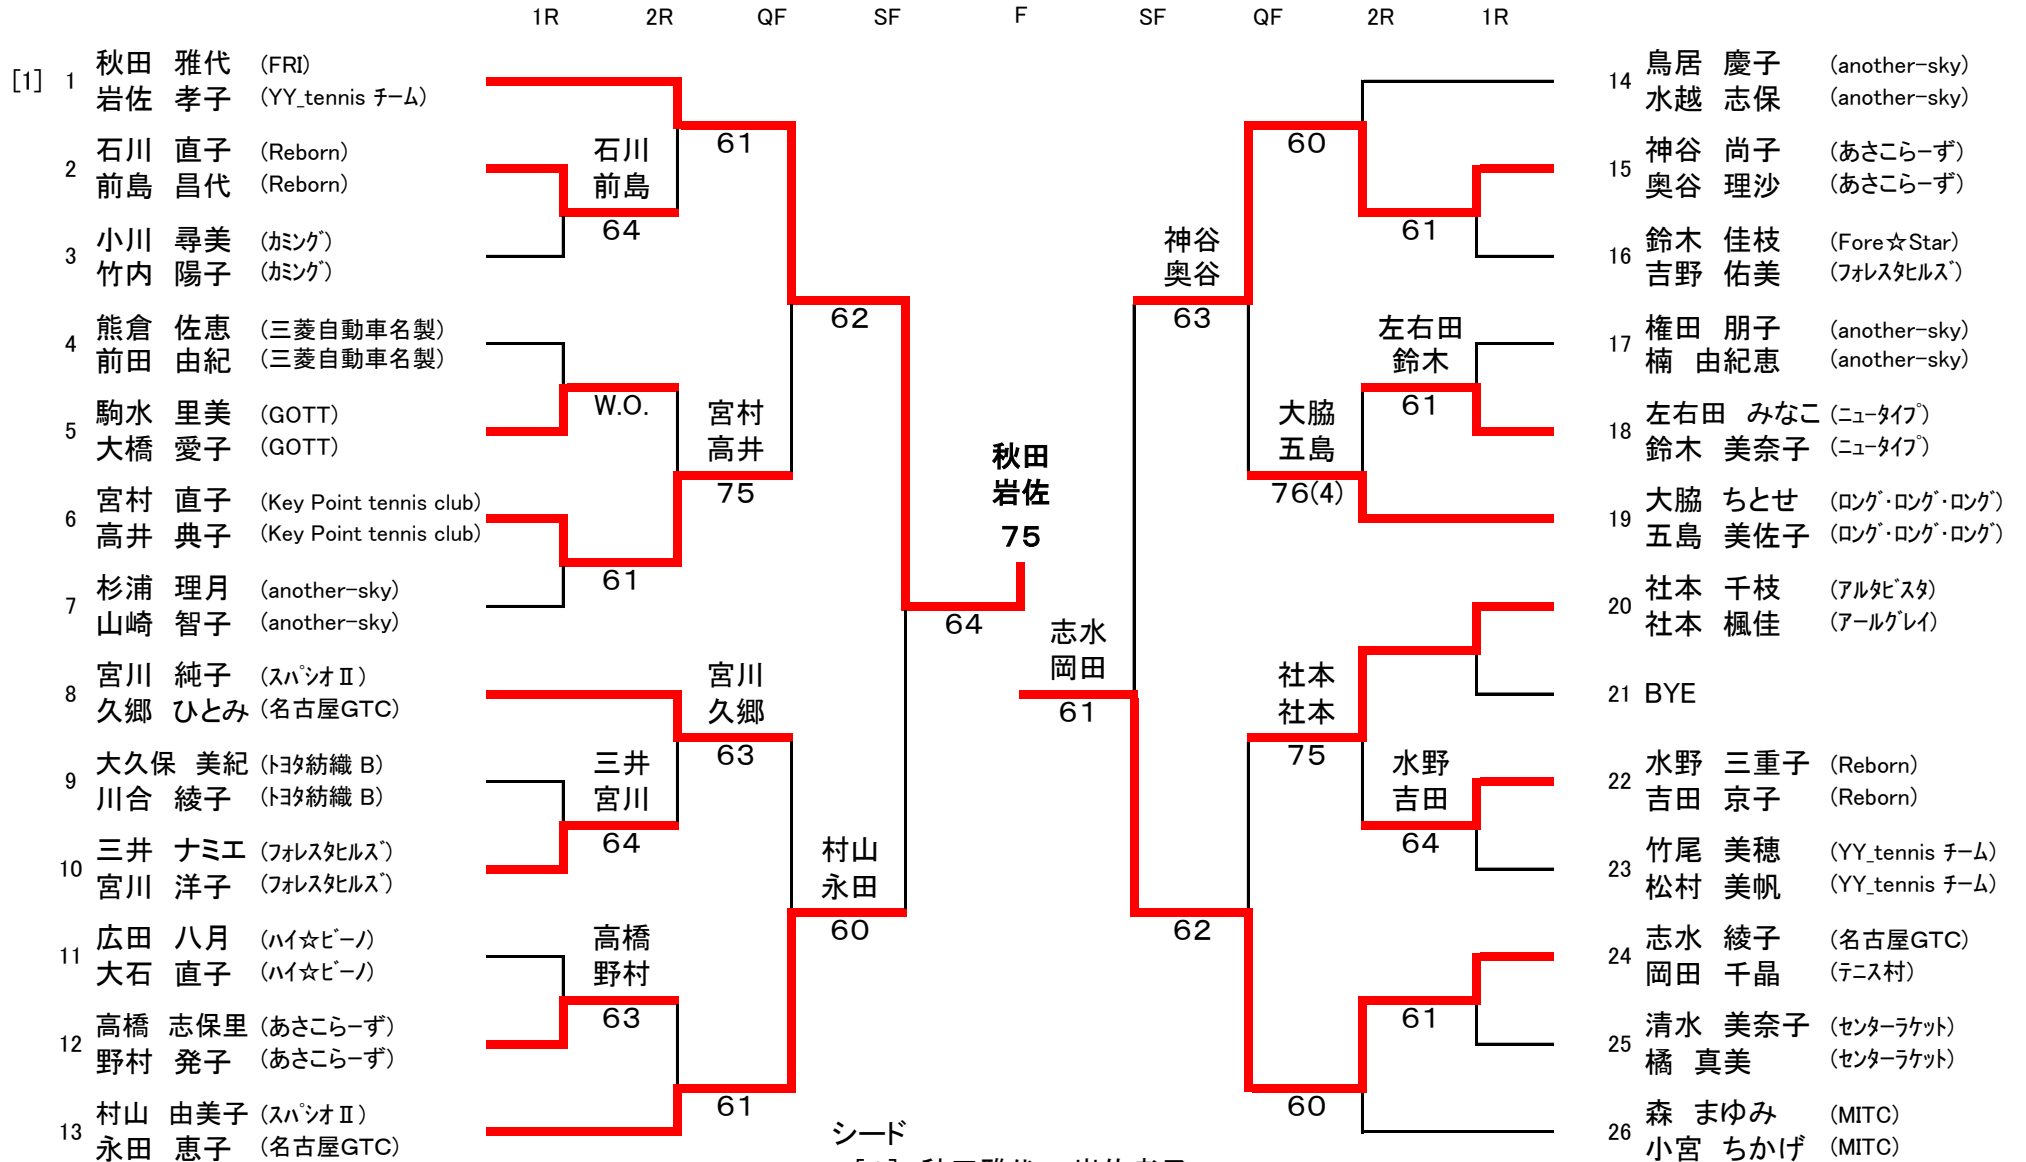 1R 2R QF SF F SF QF 2R 1R
[1] 1 秋田 雅代 (FRI)
岩佐 孝子 (YY_tennis ﾁｰﾑ)
2 石川 直子 (Reborn)
前島 昌代 (Reborn)
3 小川 尋美 (ｶﾐﾝｸﾞ)
竹内 陽子 (ｶﾐﾝｸﾞ)
4 熊倉 佐恵 (三菱自動車名製)
前田 由紀 (三菱自動車名製)
5 駒水 里美 (GOTT)
大橋 愛子 (GOTT)
6 宮村 直子 (Key Point tennis club)
高井 典子 (Key Point tennis club)
7 杉浦 理月 (another-sky)
山崎 智子 (another-sky)
8 宮川 純子 (ｽﾊﾟｼｵⅡ)
久郷 ひとみ (名古屋GTC)
9 大久保 美紀 (ﾄﾖﾀ紡織 B)
川合 綾子 (ﾄﾖﾀ紡織 B)
10 三井 ナミエ (ﾌｫﾚｽﾀﾋﾙｽﾞ)
宮川 洋子 (ﾌｫﾚｽﾀﾋﾙｽﾞ)
11 広田 八月 (ﾊｲ☆ﾋﾞｰﾉ)
大石 直子 (ﾊｲ☆ﾋﾞｰﾉ)
12 高橋 志保里 (あさこらーず)
野村 発子 (あさこらーず)
13 村山 由美子 (ｽﾊﾟｼｵⅡ)
永田 恵子 (名古屋GTC)
石川
前島
64
W.O.
61
三井
宮川
64
高橋
野村
63
61
宮村
高井
75
宮川
久郷
63
61
62
村山
永田
60
64
秋田
岩佐
75
志水
岡田
61
神谷
奥谷
63
62
60
大脇
五島
76(4)
社本
社本
75
60
61
左右田
鈴木
61
水野
吉田
64
61
14 鳥居 慶子 (another-sky)
水越 志保 (another-sky)
15 神谷 尚子 (あさこらーず)
奥谷 理沙 (あさこらーず)
16 鈴木 佳枝 (Fore☆Star)
吉野 佑美 (ﾌｫﾚｽﾀﾋﾙｽﾞ)
17 権田 朋子 (another-sky)
楠 由紀恵 (another-sky)
18 左右田 みなこ (ﾆｭｰﾀｲﾌﾟ)
鈴木 美奈子 (ﾆｭｰﾀｲﾌﾟ)
19 大脇 ちとせ (ﾛﾝｸﾞ･ﾛﾝｸﾞ･ﾛﾝｸﾞ)
五島 美佐子 (ﾛﾝｸﾞ･ﾛﾝｸﾞ･ﾛﾝｸﾞ)
20 社本 千枝 (ｱﾙﾀﾋﾞｽﾀ)
社本 楓佳 (ｱｰﾙｸﾞﾚｲ)
21 BYE
22 水野 三重子 (Reborn)
吉田 京子 (Reborn)
23 竹尾 美穂 (YY_tennis ﾁｰﾑ)
松村 美帆 (YY_tennis ﾁｰﾑ)
24 志水 綾子 (名古屋GTC)
岡田 千晶 (ﾃﾆｽ村)
25 清水 美奈子 (ｾﾝﾀｰﾗｹｯﾄ)
橘 真美 (ｾﾝﾀｰﾗｹｯﾄ)
26 森 まゆみ (MITC)
小宮 ちかげ (MITC)
シード